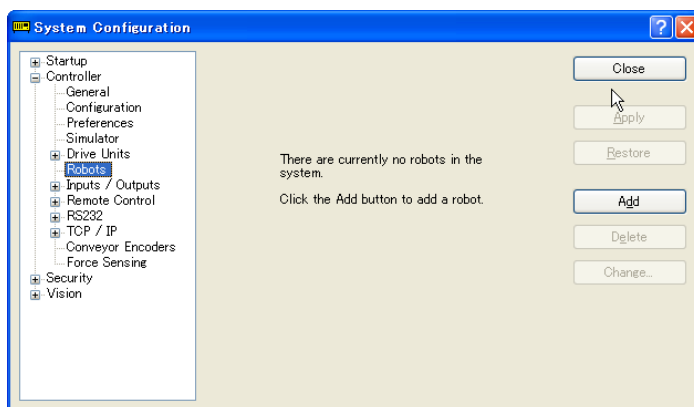 System Configuration
Startup
Controller
General
Configuration
Preferences
Simulator
Drive Units
Robots
Inputs / Outputs
Remote Control
RS232
TCP / IP
Conveyor Encoders
Force Sensing
Security
Vision
There are currently no robots in the
system.
Click the Add button to add a robot.
Close
Apply
Restore
Add
Delete
Change...